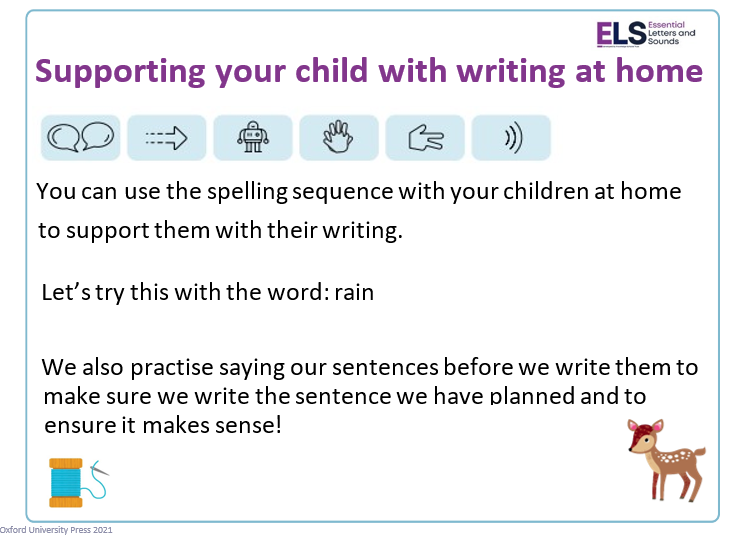 ELS Essential
Letters and
Sounds
Supporting your child with writing at home
You can use the spelling sequence with your children at home
to support them with their writing.
Let's try this with the word: rain
We also practise saying our sentences before we write them to
make sure we write the sentence we have planned and to
ensure it makes sense!
Oxford University Press 2021